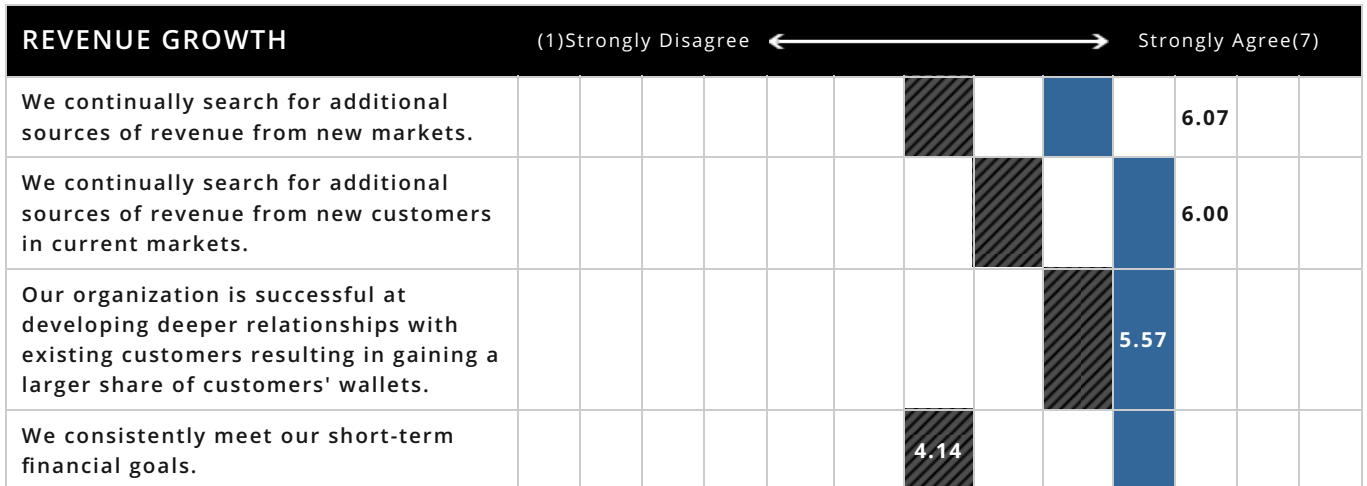 REVENUE GROWTH (1)Strongly Disagree Strongly Agree(7)
We continually search for additional
sources of revenue from new markets.
6.07
We continually search for additional
sources of revenue from new customers
in current markets.
6.00
Our organization is successful at
developing deeper relationships with
existing customers resulting in gaining a
larger share of customers' wallets.
5.57
We consistently meet our short-term
financial goals.
4.14